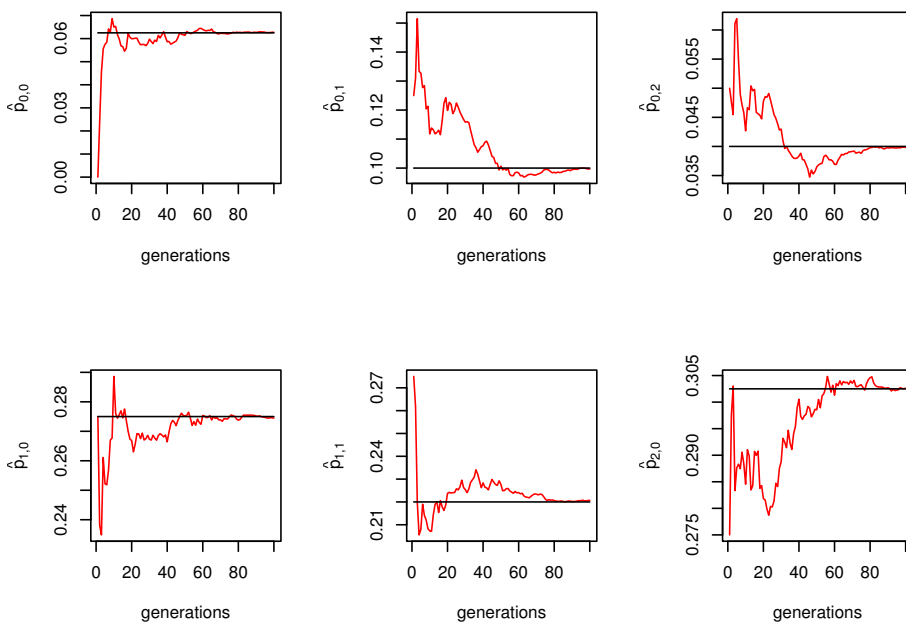 p̂0,0
0.00 0.03 0.06
0 20 40 60 80
generations
p̂0,1
0.10 0.12 0.14
0 20 40 60 80
generations
p̂0,2
0.035 0.045 0.055
0 20 40 60 80
generations
p̂1,0
0.24 0.26 0.28
0 20 40 60 80
generations
p̂1,1
0.21 0.24 0.27
0 20 40 60 80
generations
p̂2,0
0.275 0.290 0.305
0 20 40 60 80
generations